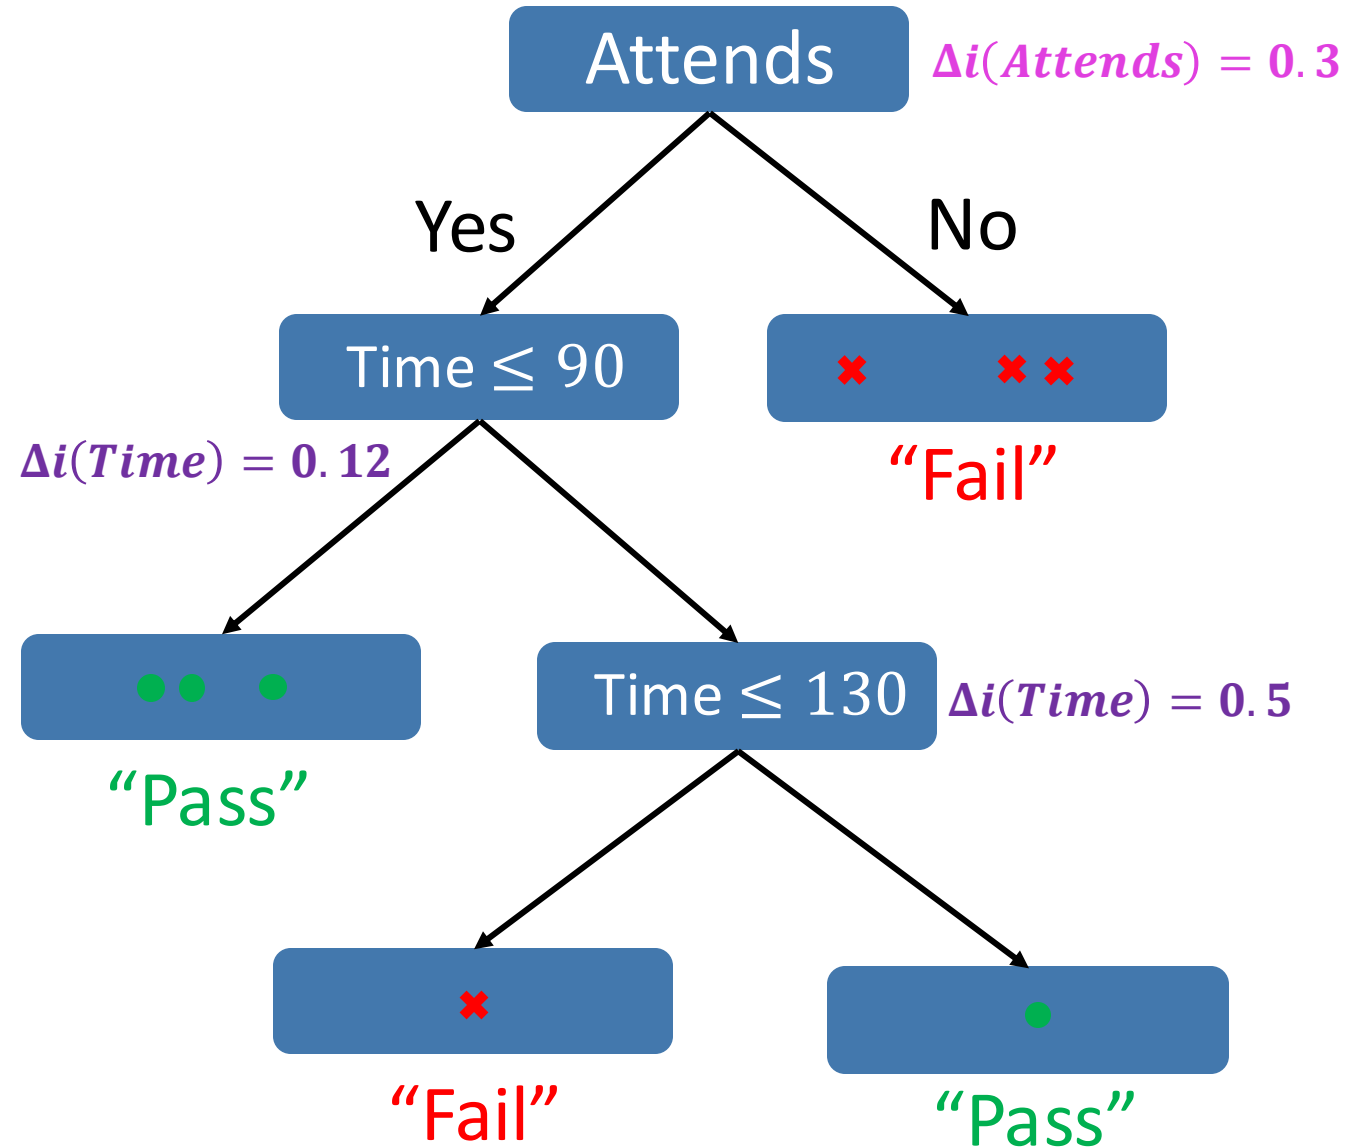 Attends
Δi(Attends) = 0.3
Yes
No
Time ≤ 90
Δi(Time) = 0.12
“Fail”
Time ≤ 130
Δi(Time) = 0.5
“Pass”
“Fail”
“Pass”